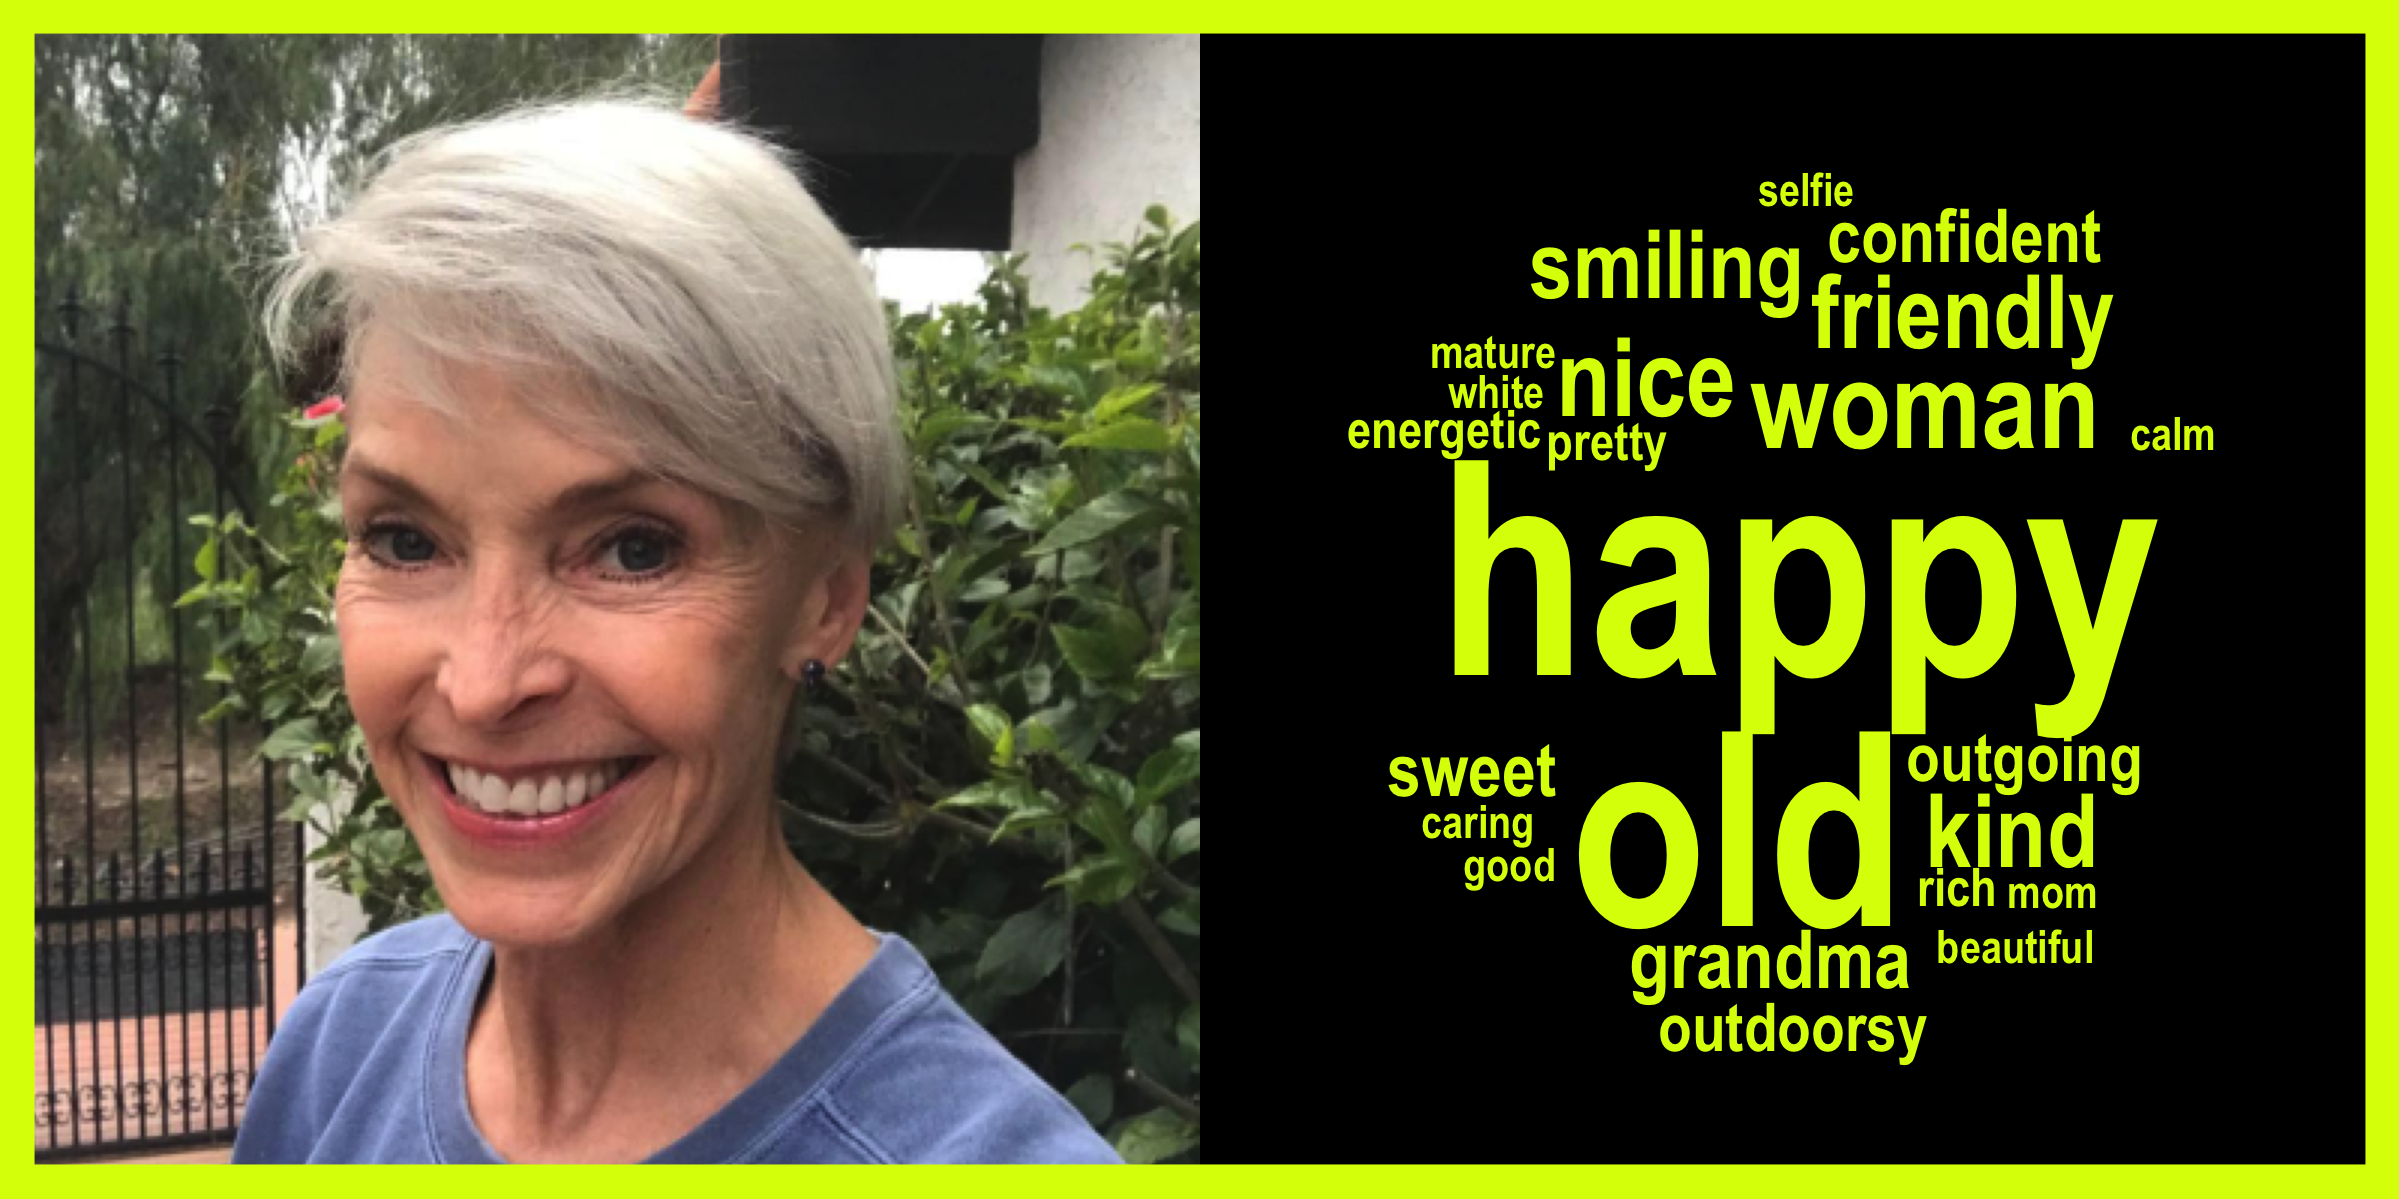 selfie
confident
smiling
friendly
mature
nice
white
woman
energetic
pretty
calm
happy
sweet
old
outgoing
caring
kind
good
rich mom
grandma
beautiful
outdoorsy